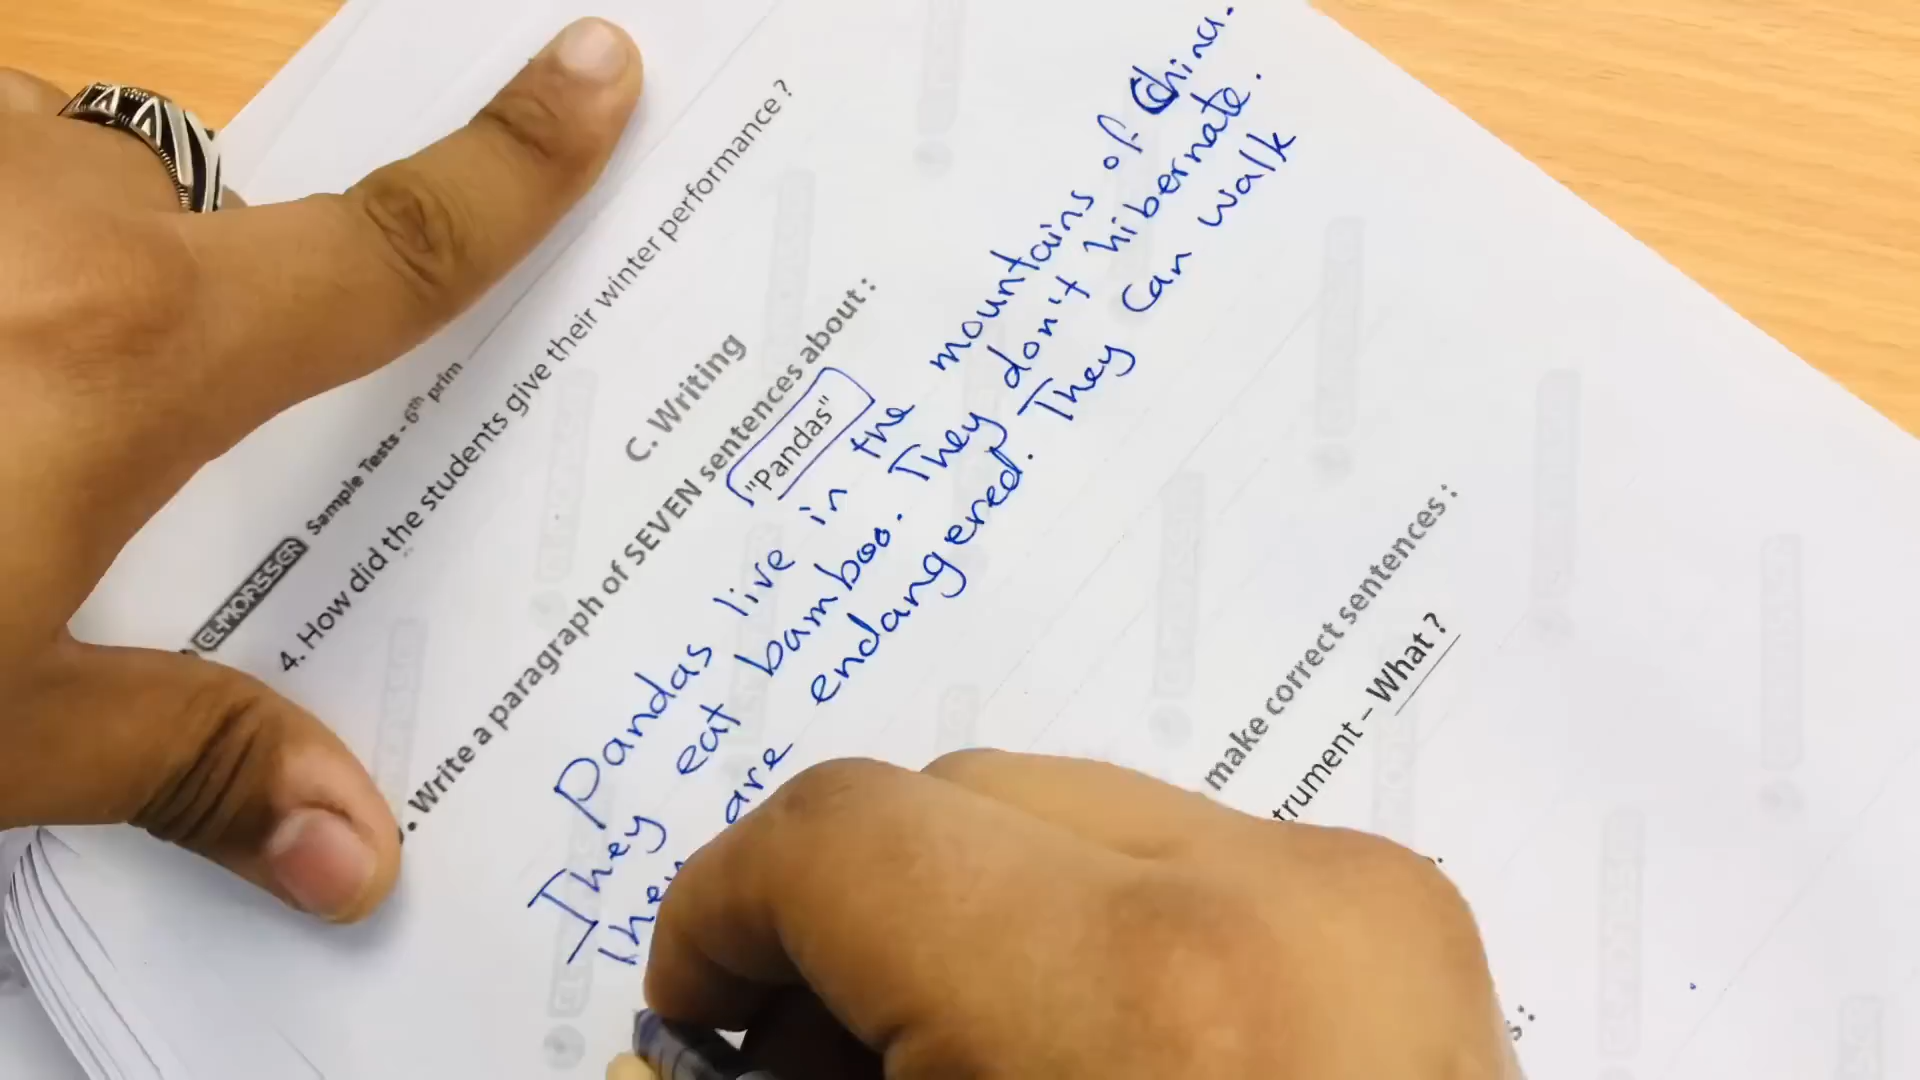 EL-MOASSER Sample Tests - 6th prim
4. How did the students give their winter performance ?
C. Writing
. Write a paragraph of SEVEN sentences about :
"Pandas"
Pandas live in the mountains of China.
They eat bamboo. They don't hibernate.
are endangered. They can walk
make correct sentences :
trument – What ?